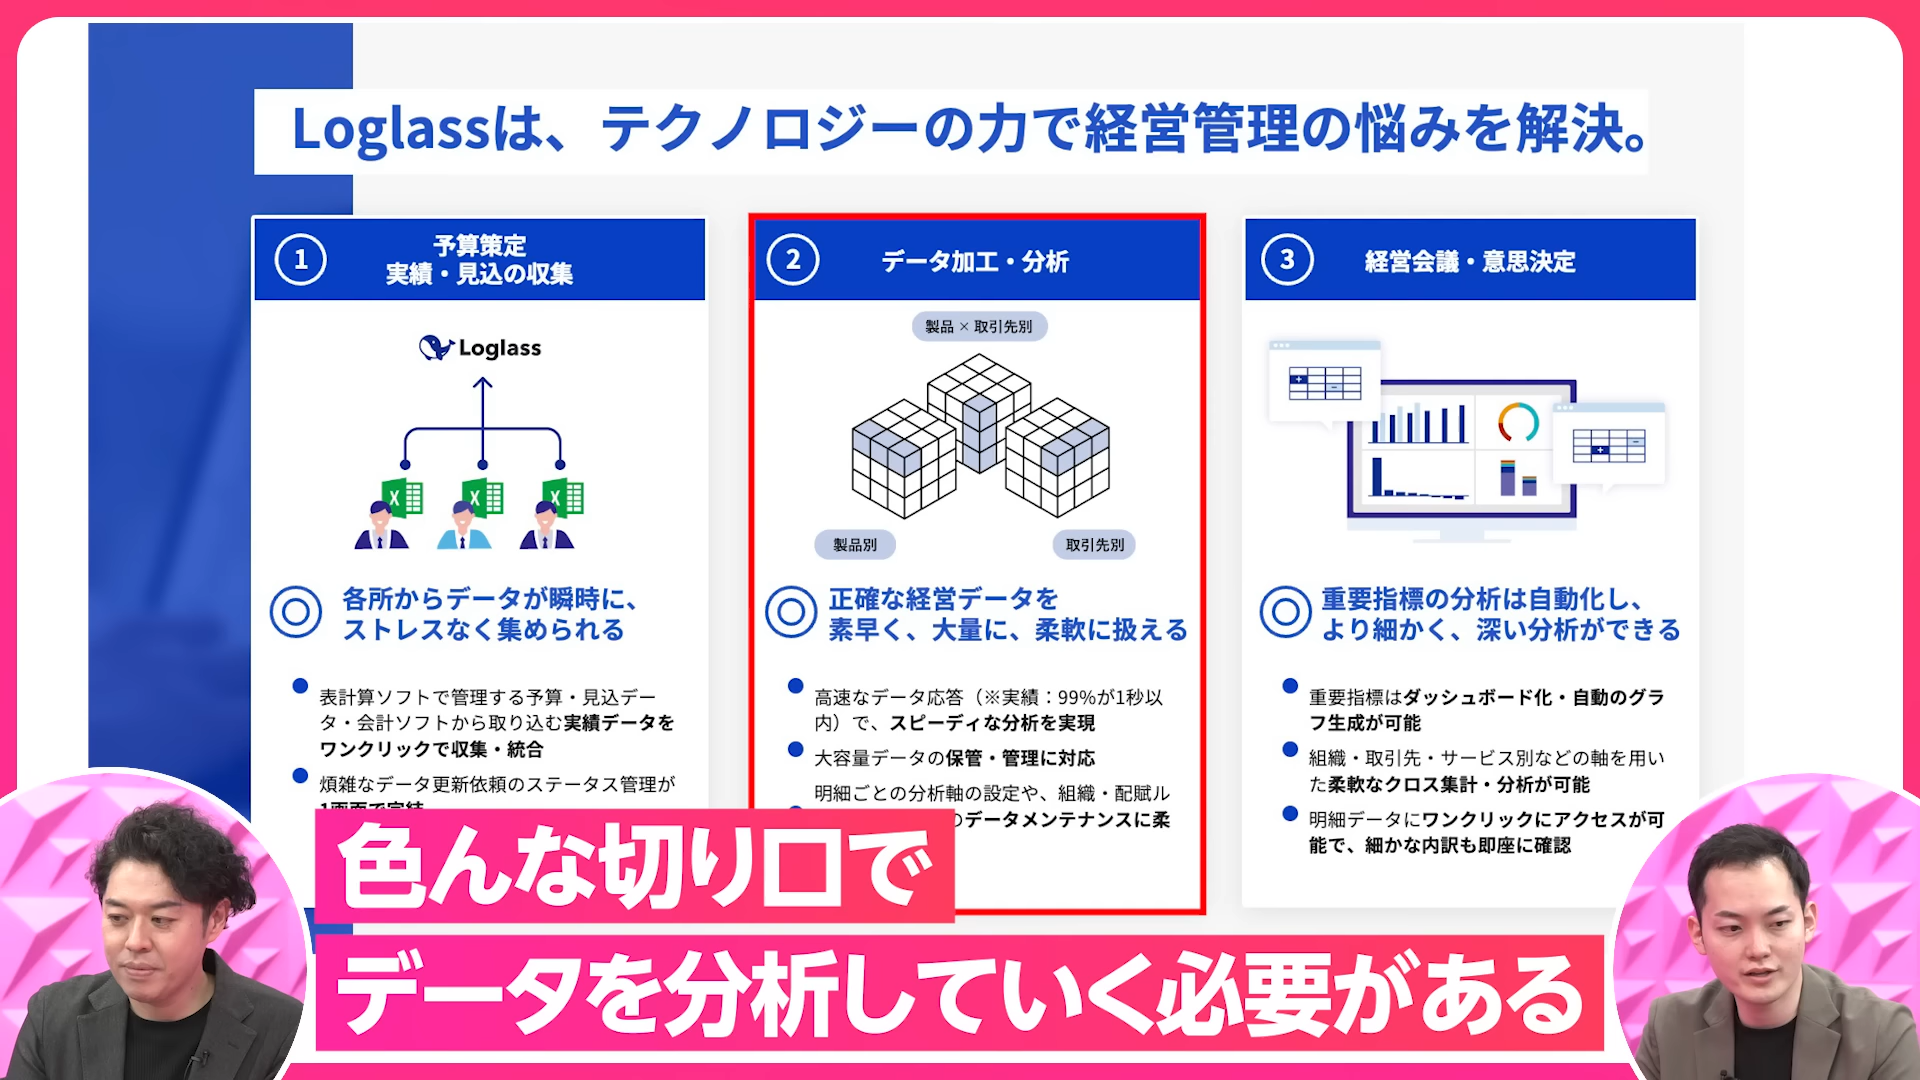 Loglassは、テクノロジーの力で経営管理の悩みを解決。
1
予算策定
実績・見込の収集
Loglass
X
X
X
各所からデータが瞬時に、
ストレスなく集められる
表計算ソフトで管理する予算・見込デー
タ・会計ソフトから取り込む実績データを
ワンクリックで収集・統合
煩雑なデータ更新依頼のステータス管理が
1画面で完結
2
データ加工・分析
製品 × 取引先別
製品別
取引先別
正確な経営データを
素早く、大量に、柔軟に扱える
高速なデータ応答（※実績：99%が1秒以
内）で、スピーディな分析を実現
大容量データの保管・管理に対応
明細ごとの分析軸の設定や、組織・配賦ル
のデータメンテナンスに柔
3
経営会議・意思決定
重要指標の分析は自動化し、
より細かく、深い分析ができる
重要指標はダッシュボード化・自動のグラ
フ生成が可能
組織・取引先・サービス別などの軸を用い
た柔軟なクロス集計・分析が可能
明細データにワンクリックにアクセスが可
能で、細かな内訳も即座に確認
色んな切り口で
データを分析していく必要がある